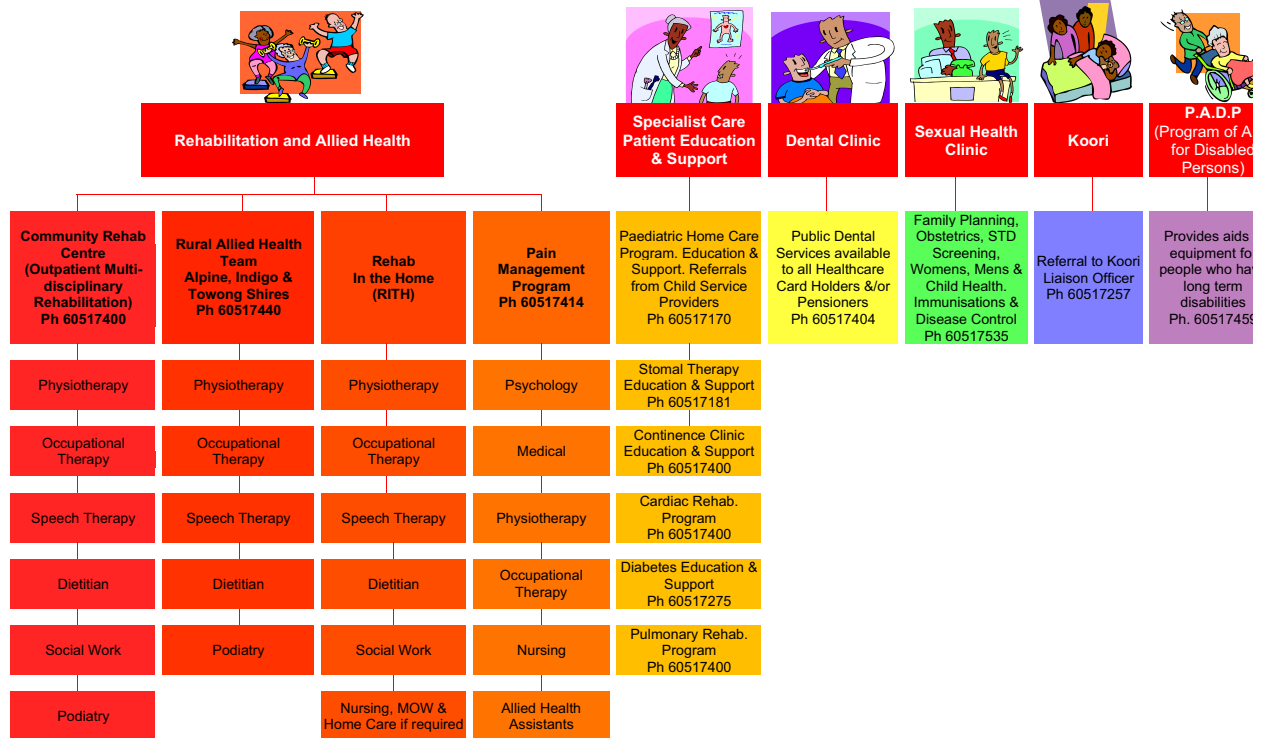 Rehabilitation and Allied Health
Specialist Care
Patient Education
& Support
Dental Clinic
Sexual Health
Clinic
Koori
P.A.D.P
(Program of A
for Disabled
Persons)
Community Rehab
Centre
(Outpatient Multi-
disciplinary
Rehabilitation)
Ph 60517400
Rural Allied Health
Team
Alpine, Indigo &
Towong Shires
Ph 60517440
Rehab
In the Home
(RITH)
Pain
Management
Program
Ph 60517414
Paediatric Home Care
Program. Education &
Support. Referrals
from Child Service
Providers
Ph 60517170
Public Dental
Services available
to all Healthcare
Card Holders &/or
Pensioners
Ph 60517404
Family Planning,
Obstetrics, STD
Screening,
Womens, Mens &
Child Health.
Immunisations &
Disease Control
Ph 60517535
Referral to Koori
Liaison Officer
Ph 60517257
Provides aids
equipment fo
people who hav
long term
disabilities
Ph. 60517459
Physiotherapy
Physiotherapy
Physiotherapy
Psychology
Stomal Therapy
Education & Support
Ph 60517181
Occupational
Therapy
Occupational
Therapy
Occupational
Therapy
Medical
Continence Clinic
Education & Support
Ph 60517400
Speech Therapy
Speech Therapy
Speech Therapy
Physiotherapy
Cardiac Rehab.
Program
Ph 60517400
Dietitian
Dietitian
Dietitian
Occupational
Therapy
Diabetes Education &
Support
Ph 60517275
Social Work
Podiatry
Social Work
Nursing
Pulmonary Rehab.
Program
Ph 60517400
Podiatry
Nursing, MOW &
Home Care if required
Allied Health
Assistants